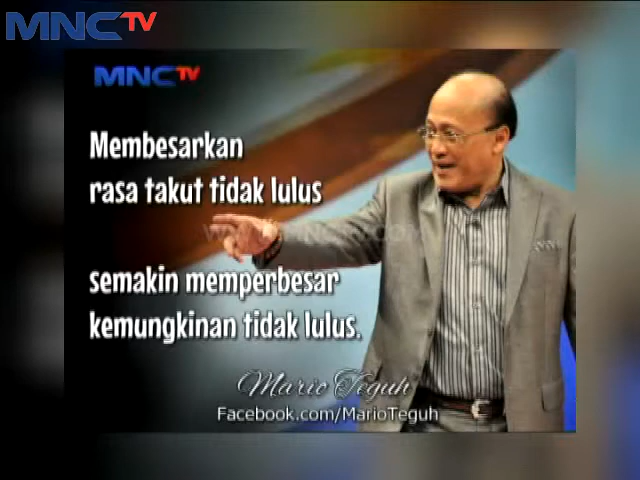 MNCTV
MNCTV
Membesarkan
rasa takut tidak lulus
semakin memperbesar
kemungkinan tidak lulus.
Mario Teguh
Facebook.com/MarioTeguh